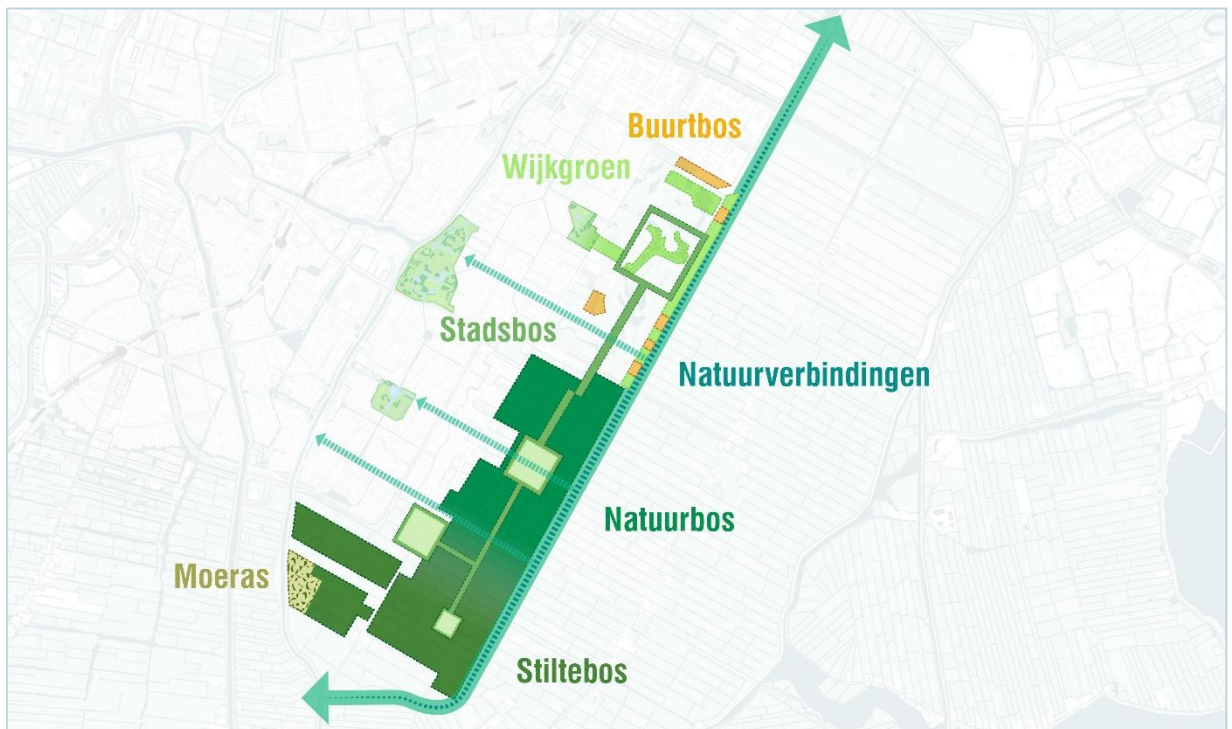 Buurtbos
Wijkgroen
Stadsbos
Natuurverbindingen
Natuurbos
Moeras
Stiltebos